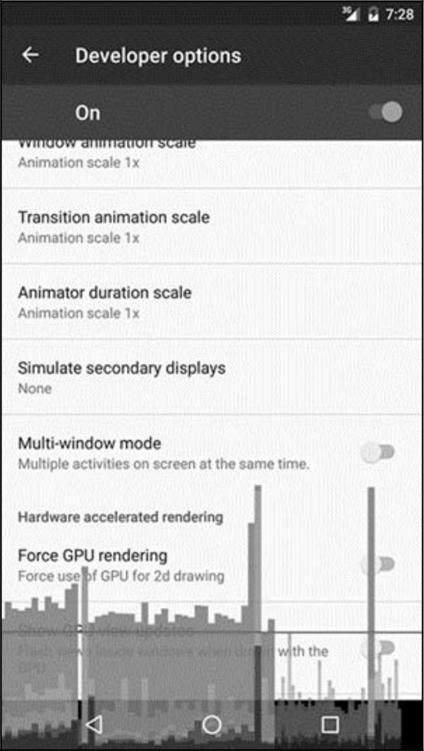 3G 7:28
Developer options
On
Window animation scale
Animation scale 1x
Transition animation scale
Animation scale 1x
Animator duration scale
Animation scale 1x
Simulate secondary displays
None
Multi-window mode
Multiple activities on screen at the same time.
Hardware accelerated rendering
Force GPU rendering
Force use of GPU for 2d drawing
Show GPU view updates
Flash views inside windows when drawn with the
GPU